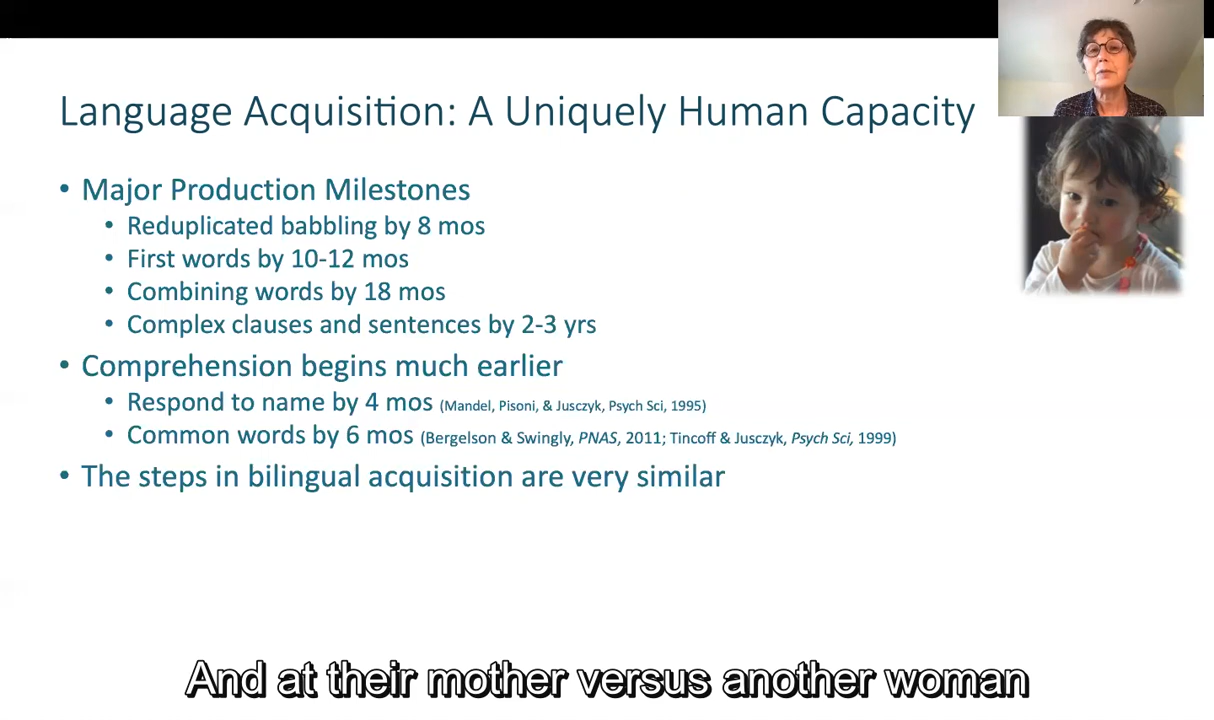 Language Acquisition: A Uniquely Human Capacity
• Major Production Milestones
• Reduplicated babbling by 8 mos
• First words by 10-12 mos
• Combining words by 18 mos
• Complex clauses and sentences by 2-3 yrs
• Comprehension begins much earlier
• Respond to name by 4 mos (Mandel, Pisoni, & Jusczyk, Psych Sci, 1995)
• Common words by 6 mos (Bergelson & Swingly, PNAS, 2011; Tincoff & Jusczyk, Psych Sci, 1999)
• The steps in bilingual acquisition are very similar
And at their mother versus another woman